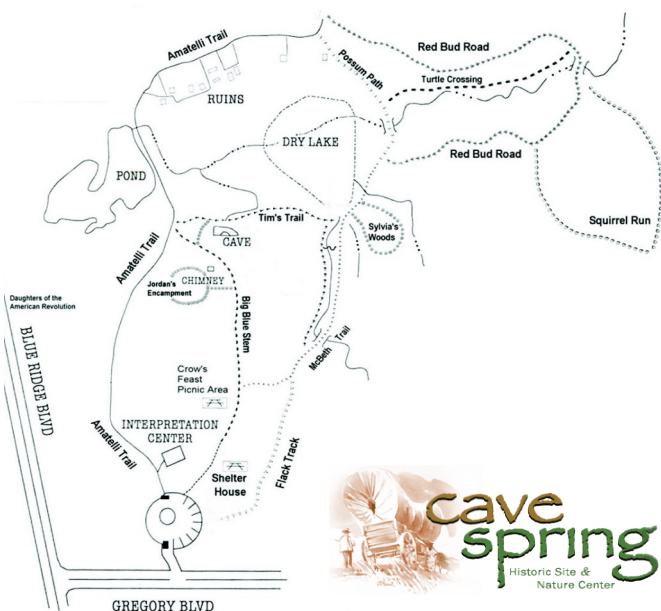 Amatelli Trail
Red Bud Road
Possum Path
Turtle Crossing
RUINS
DRY LAKE
Red Bud Road
POND
Squirrel Run
Tim's Trail
Sylvia's
Woods
CAVE
Amatelli Trail
Jordan's
Encampment
CHIMNEY
Daughters of the
American Revolution
Big Blue Stem
BLUE RIDGE BLVD
McBeth Trail
Crow's
Feast
Picnic Area
Amatelli Trail
INTERPRETATION
CENTER
Flack Track
Shelter
House
cave
spring
Historic Site &
Nature Center
GREGORY BLVD